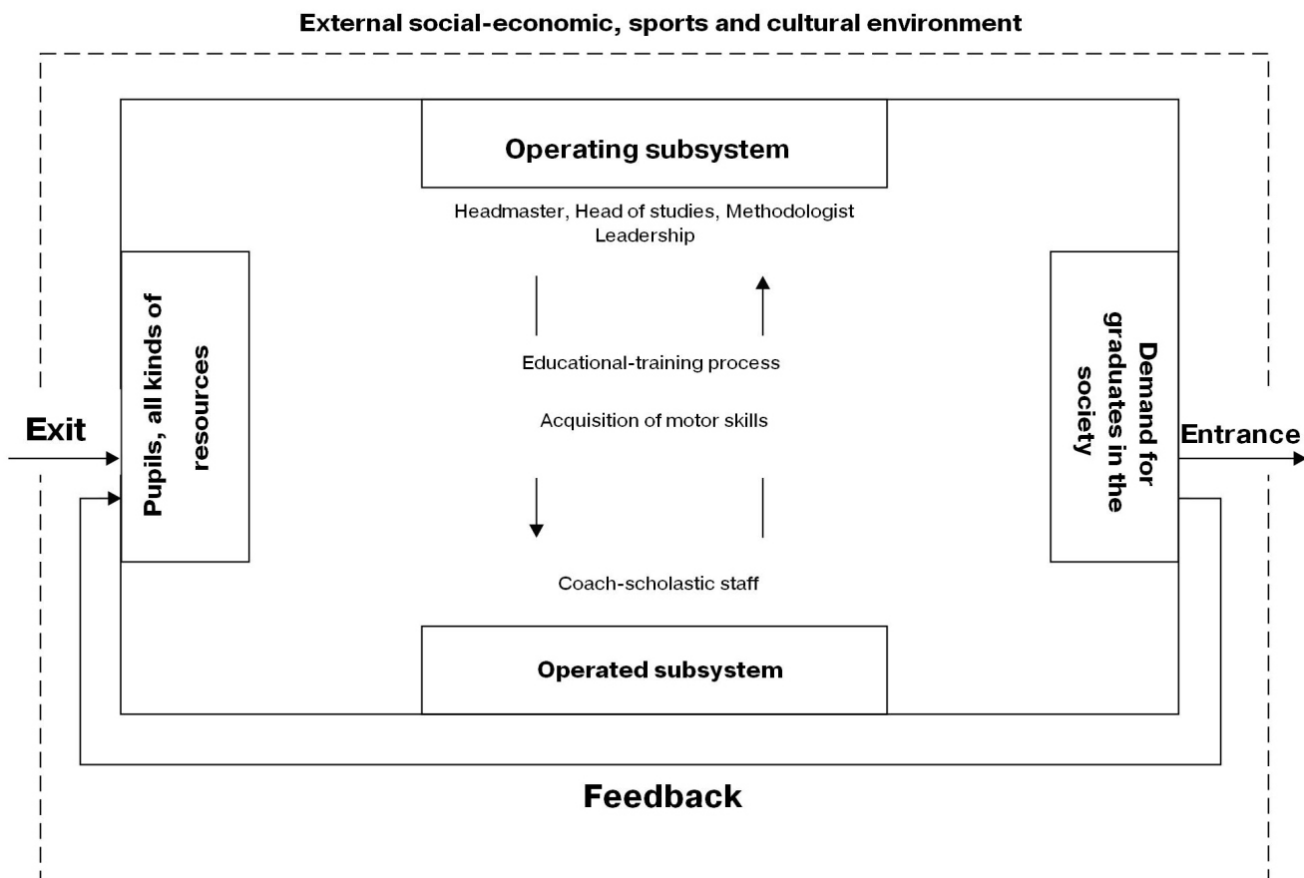 External social-economic, sports and cultural environment
Operating subsystem
Headmaster, Head of studies, Methodologist
Leadership
Pupils, all kinds of
resources
Demand for
graduates in the
society
Educational-training process
Acquisition of motor skills
Exit
Entrance
Coach-scholastic staff
Operated subsystem
Feedback